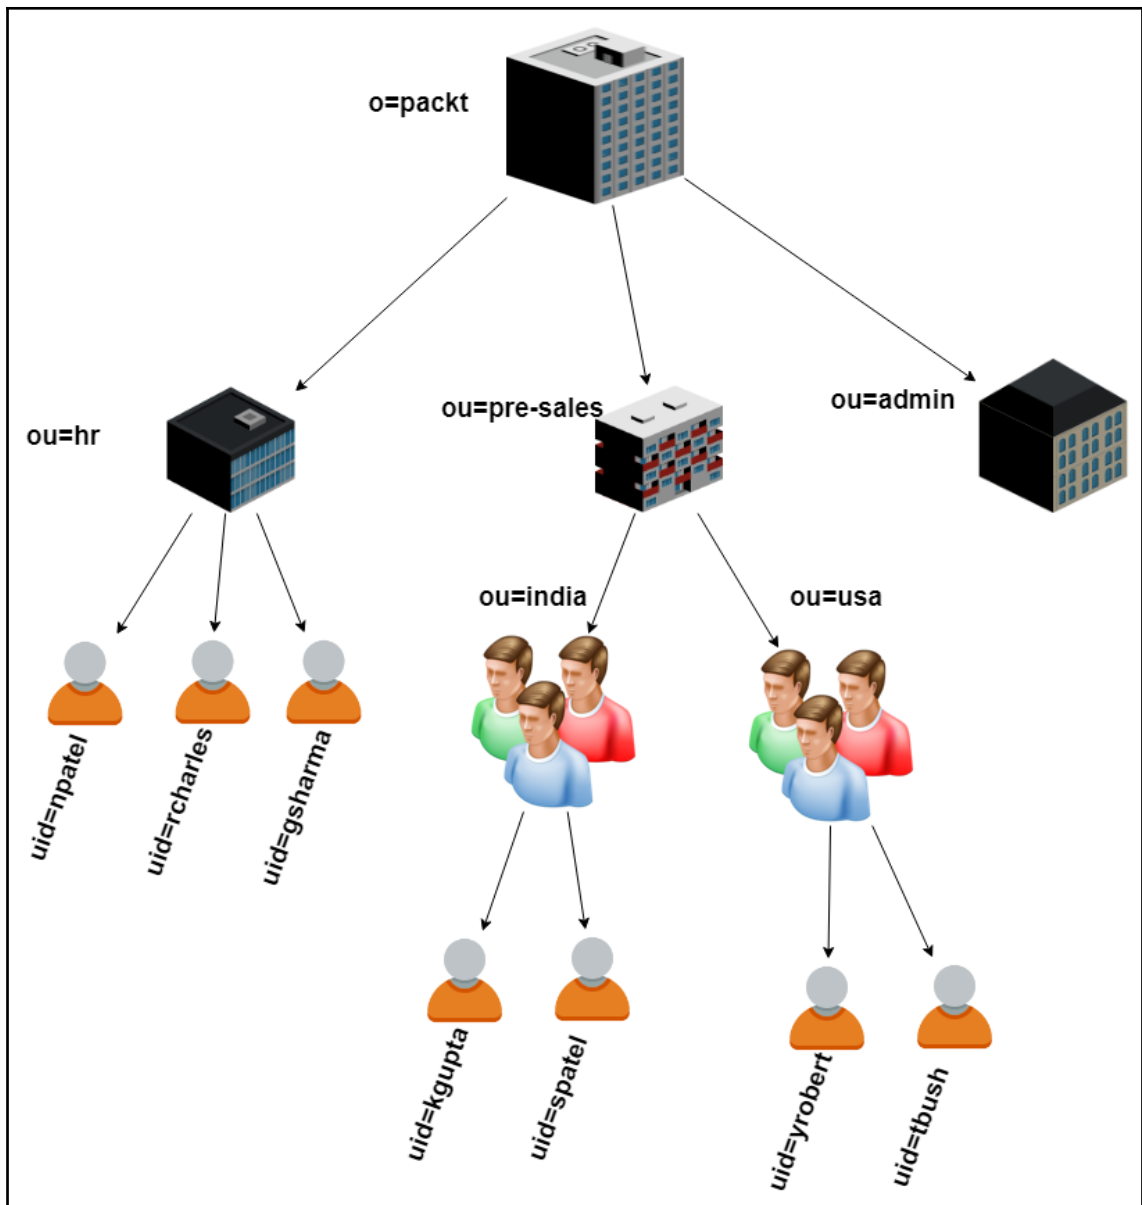 o=packt
ou=hr
ou=pre-sales
ou=admin
ou=india
ou=usa
uid=npatel
uid=rcharles
uid=gsharma
uid=kgupta
uid=spatel
uid=yrobert
uid=tbush